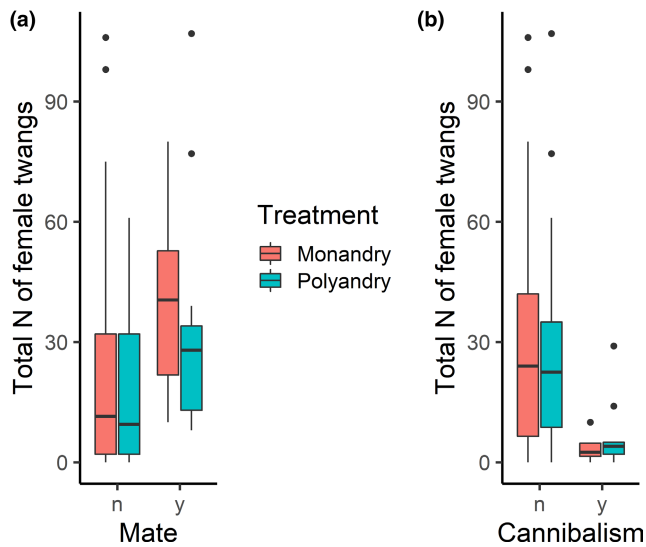 (a)
Total N of female twangs
90
60
30
0
n y
Mate
Treatment
Monandry
Polyandry
(b)
Total N of female twangs
90
60
30
0
n y
Cannibalism